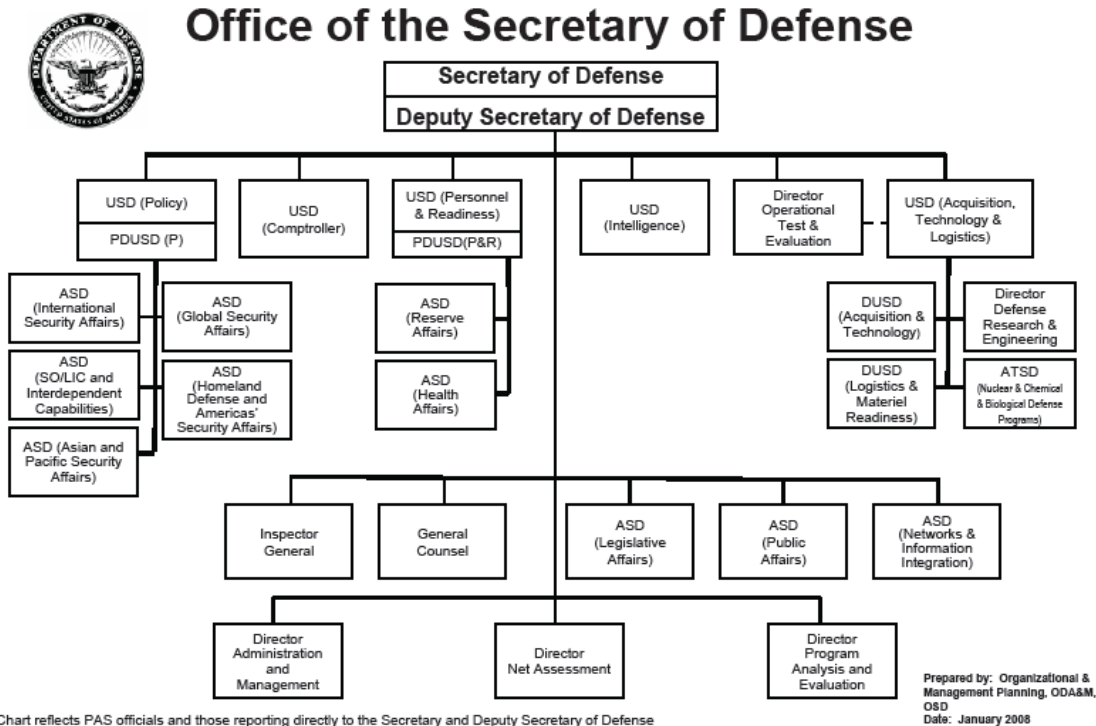 Office of the Secretary of Defense
DEPARTMENT OF DEFENSE
UNITED STATES OF AMERICA
Secretary of Defense
Deputy Secretary of Defense
USD (Policy)
PDUSD (P)
USD
(Comptroller)
USD (Personnel
& Readiness)
PDUSD(P&R)
USD
(Intelligence)
Director
Operational
Test &
Evaluation
USD (Acquisition,
Technology &
Logistics)
ASD
(International
Security Affairs)
ASD
(Global Security
Affairs)
ASD
(SO/LIC and
Interdependent
Capabilities)
ASD
(Homeland
Defense and
Americas'
Security Affairs)
ASD (Asian and
Pacific Security
Affairs)
ASD
(Reserve
Affairs)
ASD
(Health
Affairs)
DUSD
(Acquisition &
Technology)
Director
Defense
Research &
Engineering
DUSD
(Logistics &
Materiel
Readiness)
ATSD
(Nuclear & Chemical
& Biological Defense
Programs)
Inspector
General
General
Counsel
ASD
(Legislative
Affairs)
ASD
(Public
Affairs)
ASD
(Networks &
Information
Integration)
Director
Administration
and
Management
Director
Net Assessment
Director
Program
Analysis and
Evaluation
Prepared by: Organizational &
Management Planning, ODA&M,
OSD
Date: January 2008
Chart reflects PAS officials and those reporting directly to the Secretary and Deputy Secretary of Defense